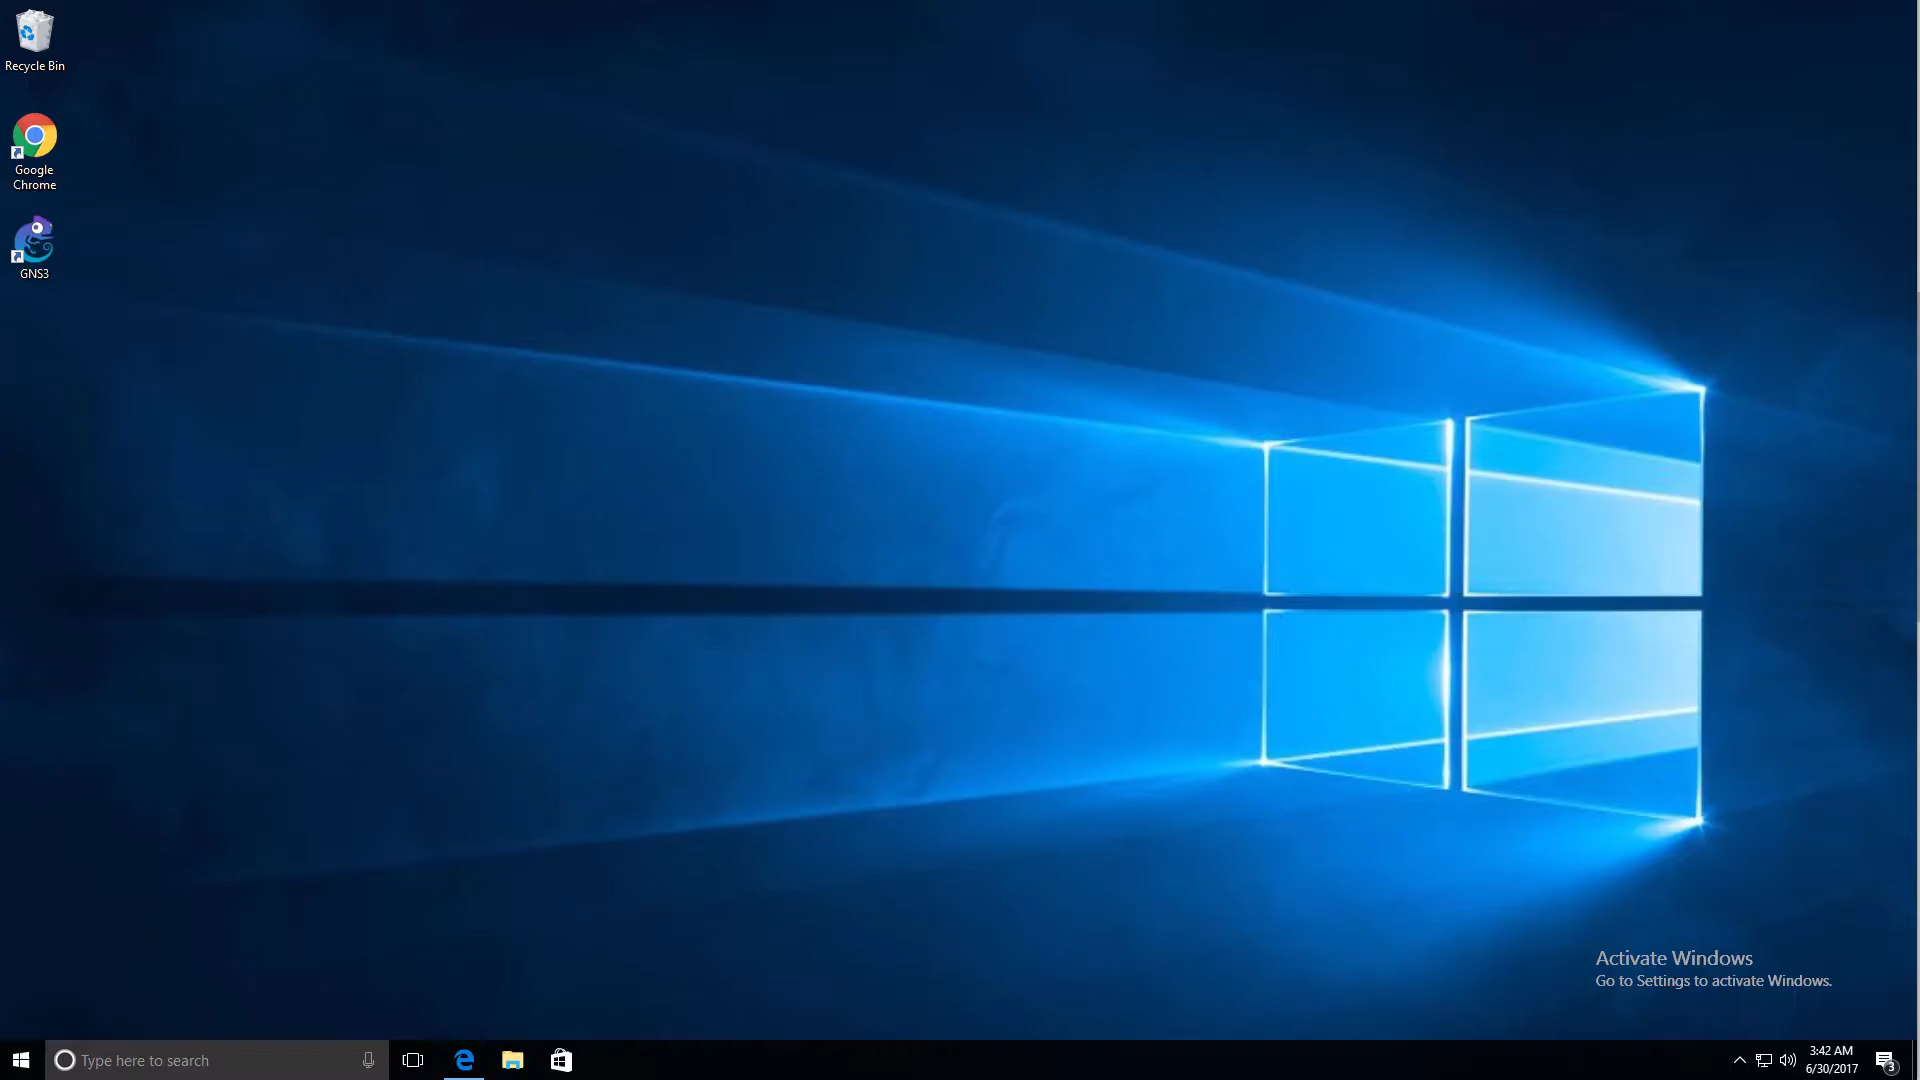 Recycle Bin
Google
Chrome
GNS3
Activate Windows
Go to Settings to activate Windows.
Type here to search
3:42 AM
6/30/2017
3